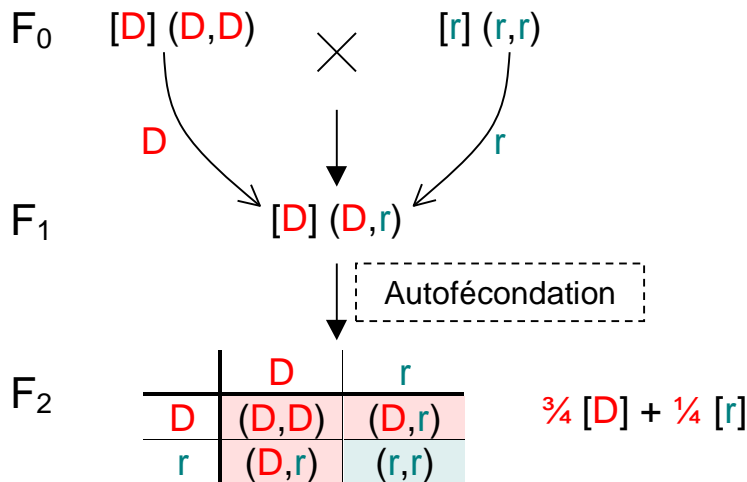 F₀ [D] (D,D) [r] (r,r)
D r
F₁ [D] (D,r)
Autofécondation
D r
F₂ D (D,D) (D,r) ¾ [D] + ¼ [r]
r (D,r) (r,r)